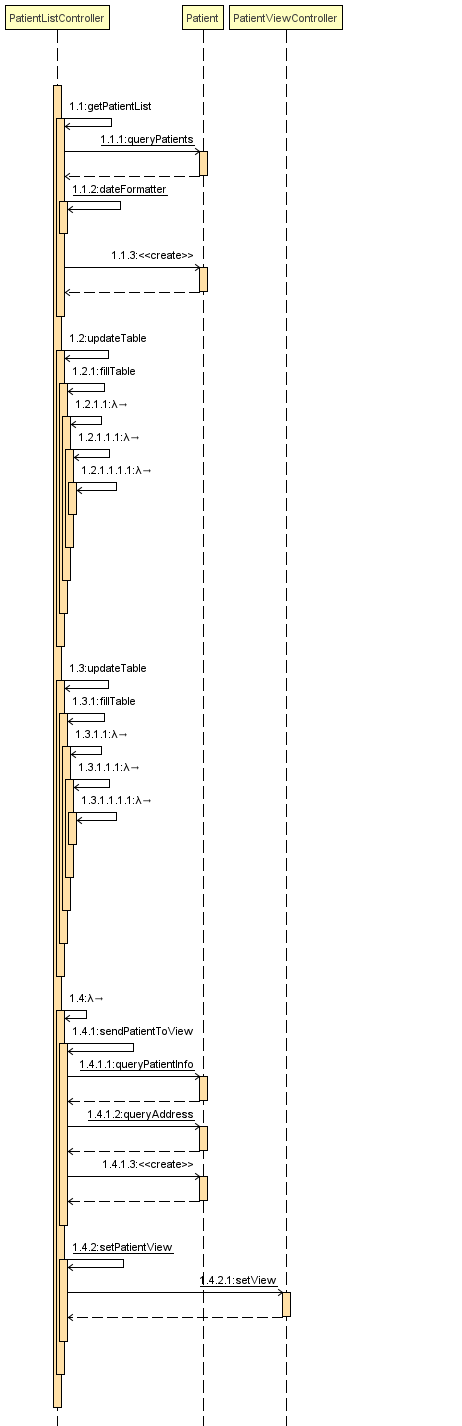 PatientListController Patient PatientViewController
1.1:getPatientList
1.1.1:queryPatients
1.1.2:dateFormatter
1.1.3:<<create>>
1.2:updateTable
1.2.1:fillTable
1.2.1.1:λ→
1.2.1.1.1:λ→
1.2.1.1.1.1:λ→
1.3:updateTable
1.3.1:fillTable
1.3.1.1:λ→
1.3.1.1.1:λ→
1.3.1.1.1.1:λ→
1.4:λ→
1.4.1:sendPatientToView
1.4.1.1:queryPatientInfo
1.4.1.2:queryAddress
1.4.1.3:<<create>>
1.4.2:setPatientView
1.4.2.1:setView